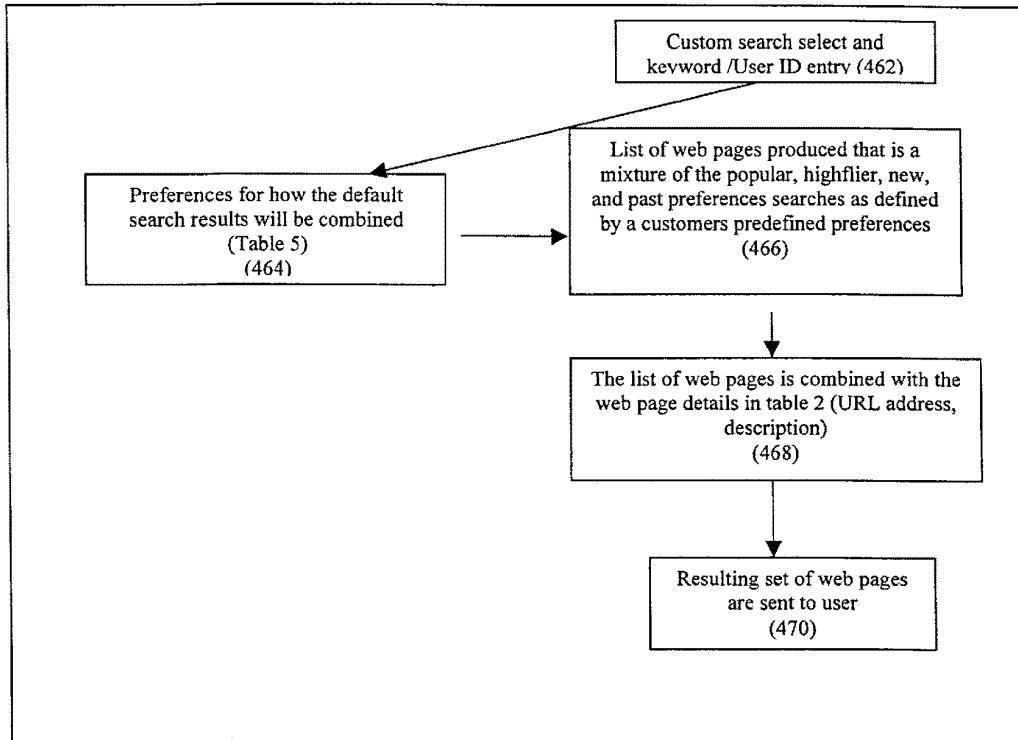 Custom search select and
keyword /User ID entry (462)
List of web pages produced that is a
mixture of the popular, highflier, new,
and past preferences searches as defined
by a customers predefined preferences
(466)
Preferences for how the default
search results will be combined
(Table 5)
(464)
The list of web pages is combined with the
web page details in table 2 (URL address,
description)
(468)
Resulting set of web pages
are sent to user
(470)